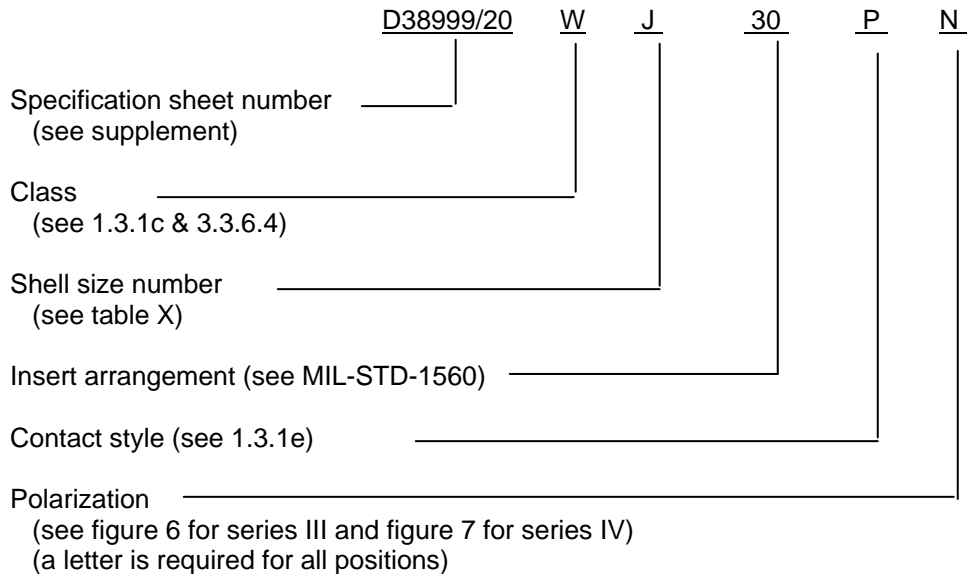 D38999/20 W J 30 P N
Specification sheet number
(see supplement)
Class
(see 1.3.1c & 3.3.6.4)
Shell size number
(see table X)
Insert arrangement (see MIL-STD-1560)
Contact style (see 1.3.1e)
Polarization
(see figure 6 for series III and figure 7 for series IV)
(a letter is required for all positions)